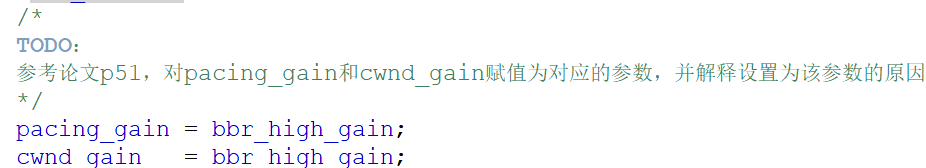 /*
TODO：
参考论文p51，对pacing_gain和cwnd_gain赋值为对应的参数，并解释设置为该参数的原因
*/
pacing_gain = bbr_high_gain;
cwnd_gain   = bbr_high_gain;